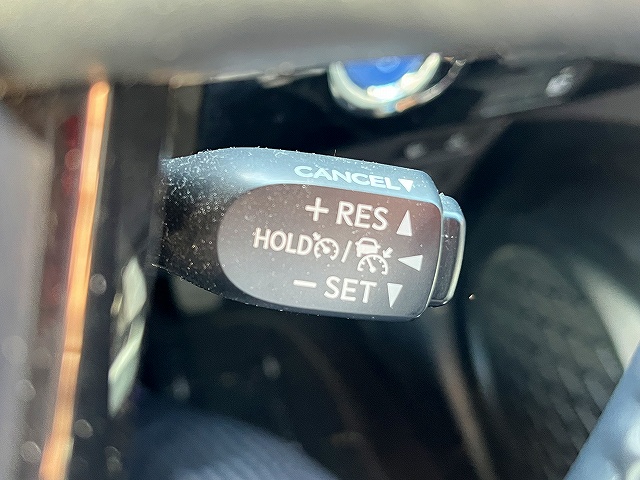 CANCEL▼
+ RES ▲
HOLD / ◀
− SET ▼